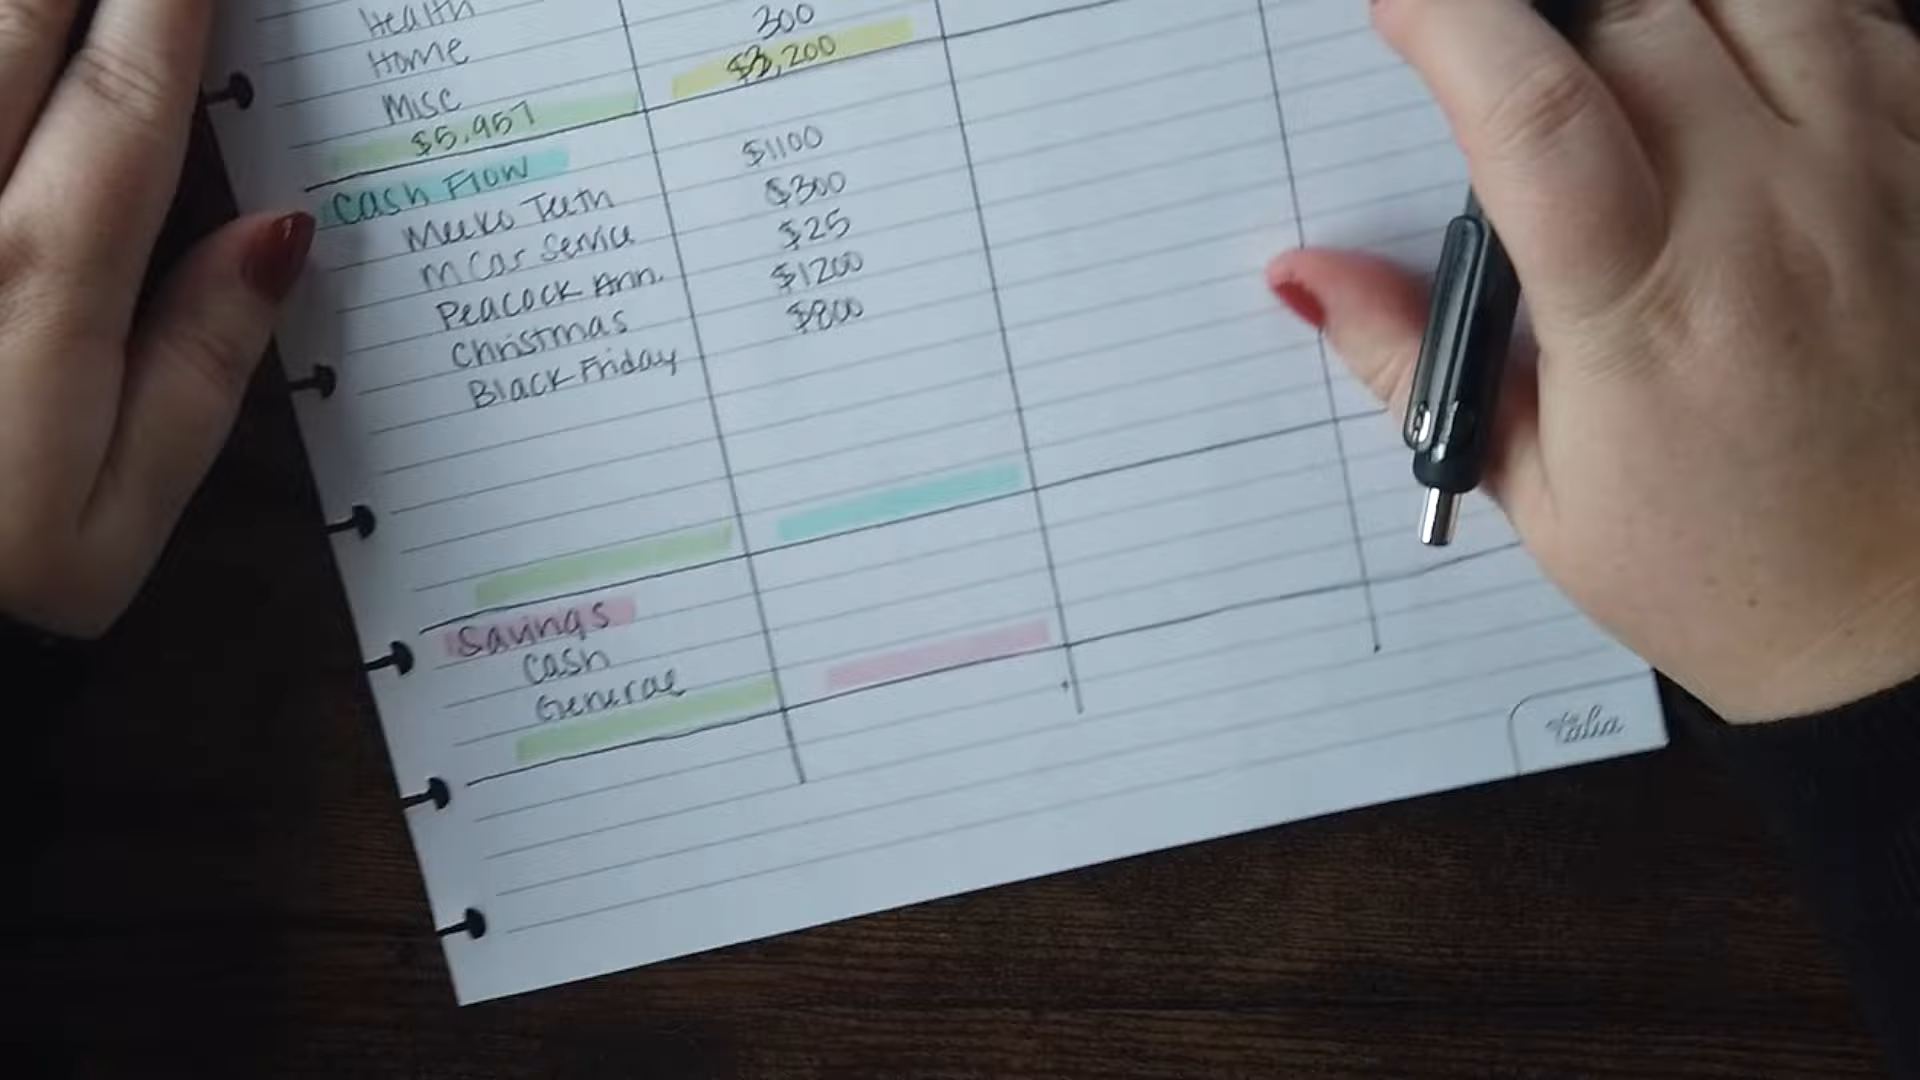 Health
Home
Misc 300
$5,957 $3,200
Cash Flow
Meeko Teeth $1100
M Car Service $300
Peacock Ann. $25
Christmas $1200
Black Friday $800
Savings
Cash
General
Talia